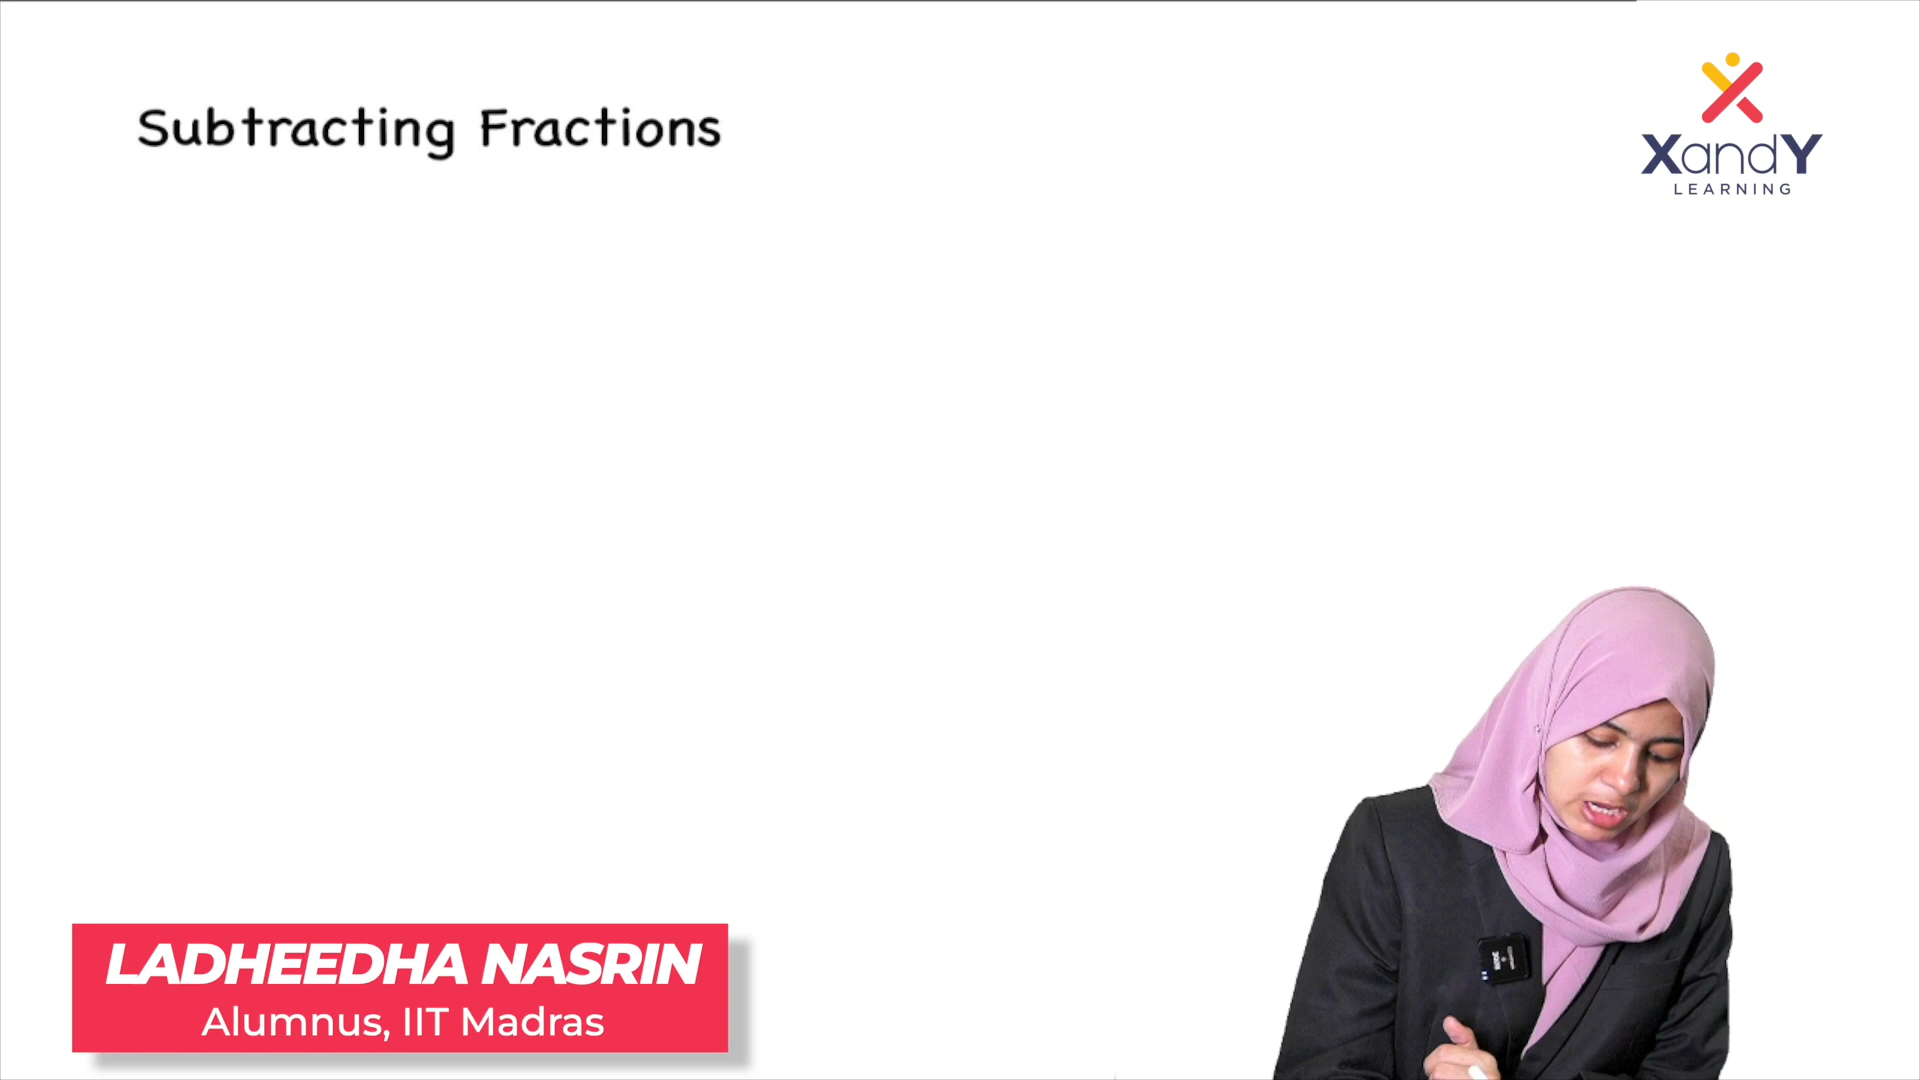 Subtracting Fractions
XandY
LEARNING
LADHEEDHA NASRIN
Alumnus, IIT Madras